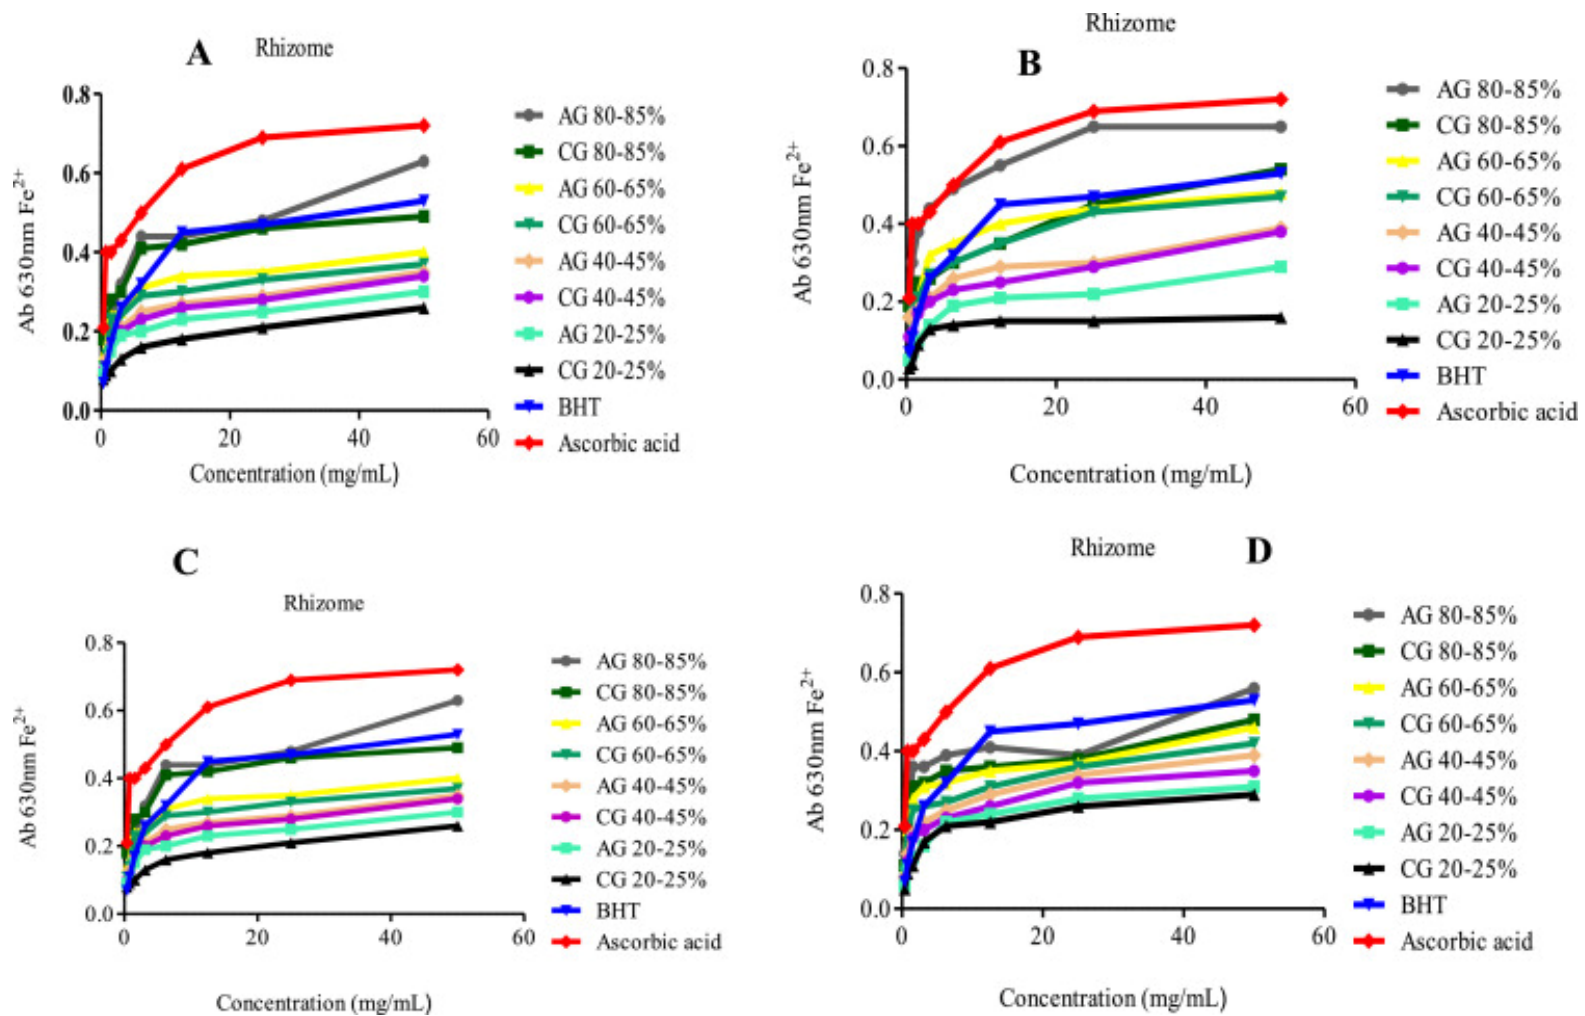 A
Rhizome
0.8
0.6
0.4
0.2
0.0
0
20
40
60
Ab 630nm Fe²⁺
Concentration (mg/mL)
AG 80-85%
CG 80-85%
AG 60-65%
CG 60-65%
AG 40-45%
CG 40-45%
AG 20-25%
CG 20-25%
BHT
Ascorbic acid
Rhizome
B
0.8
0.6
0.4
0.2
0.0
0
20
40
60
Ab 630nm Fe²⁺
Concentration (mg/mL)
AG 80-85%
CG 80-85%
AG 60-65%
CG 60-65%
AG 40-45%
CG 40-45%
AG 20-25%
CG 20-25%
BHT
Ascorbic acid
C
Rhizome
0.8
0.6
0.4
0.2
0.0
0
20
40
60
Ab 630nm Fe²⁺
Concentration (mg/mL)
AG 80-85%
CG 80-85%
AG 60-65%
CG 60-65%
AG 40-45%
CG 40-45%
AG 20-25%
CG 20-25%
BHT
Ascorbic acid
Rhizome
D
0.8
0.6
0.4
0.2
0.0
0
20
40
60
Ab 630nm Fe²⁺
Concentration (mg/mL)
AG 80-85%
CG 80-85%
AG 60-65%
CG 60-65%
AG 40-45%
CG 40-45%
AG 20-25%
CG 20-25%
BHT
Ascorbic acid